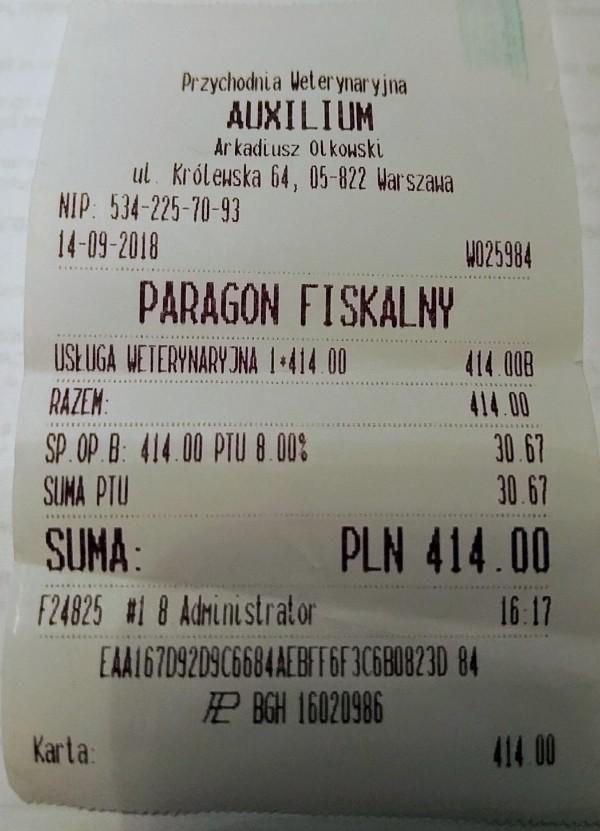 Przychodnia Weterynaryjna
AUXILIUM
Arkadiusz Olkowski
ul. Królewska 64, 05-822 Warszawa
NIP: 534-225-70-93
14-09-2018 W025984
PARAGON FISKALNY
USŁUGA WETERYNARYJNA 1*414.00 414.00B
RAZEM: 414.00
SP.OP.B: 414.00 PTU 8.00% 30.67
SUMA PTU 30.67
SUMA: PLN 414.00
F24825 #1 8 Administrator 16:17
EAA167D92D9C6684AEBFF6F3C6B0823D 84
BGH 16020986
Karta: 414.00